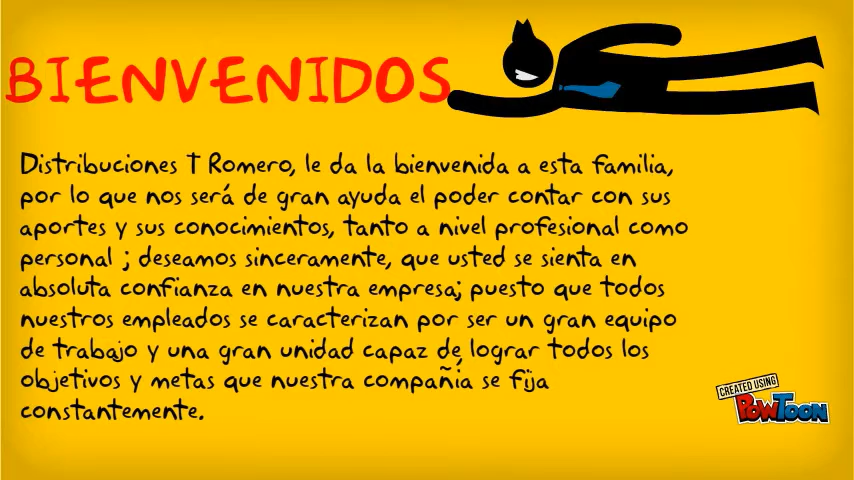 BIENVENIDOS
Distribuciones T Romero, le da la bienvenida a esta familia,
por lo que nos será de gran ayuda el poder contar con sus
aportes y sus conocimientos, tanto a nivel profesional como
personal ; deseamos sinceramente, que usted se sienta en
absoluta confianza en nuestra empresa; puesto que todos
nuestros empleados se caracterizan por ser un gran equipo
de trabajo y una gran unidad capaz de lograr todos los
objetivos y metas que nuestra compañía se fija
constantemente.
CREATED USING
POWTOON